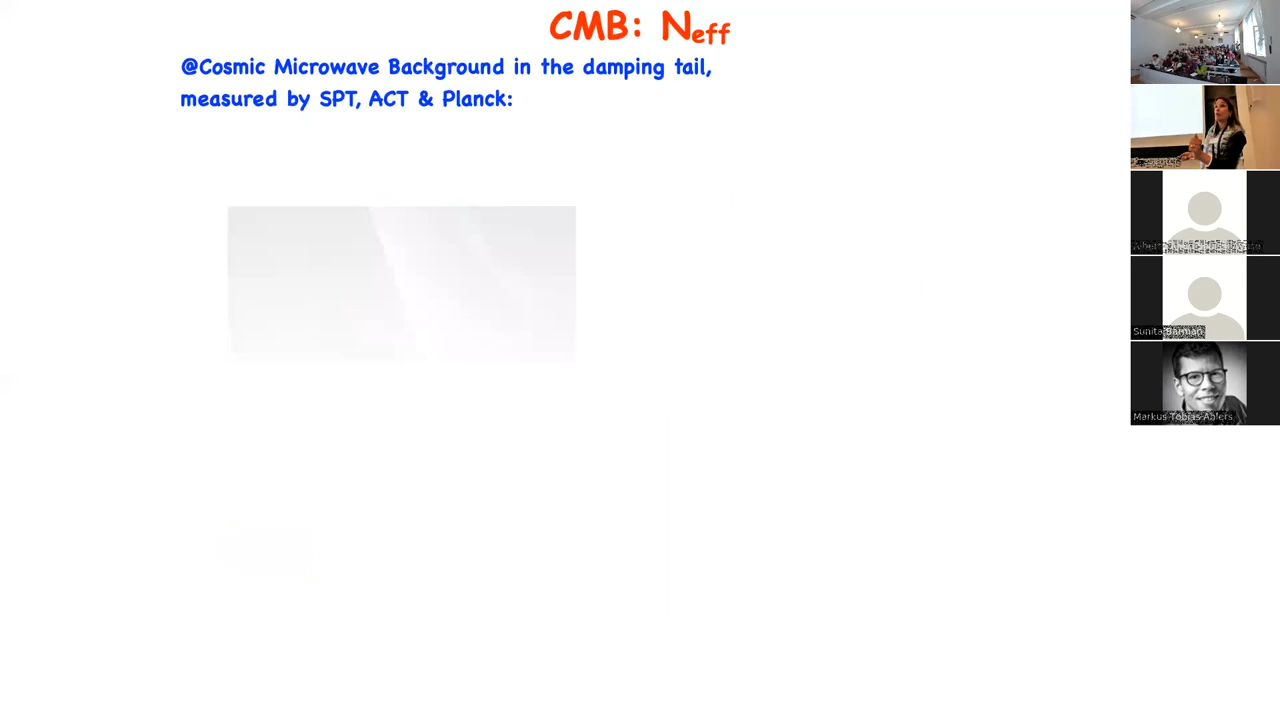 CMB: Neff
@Cosmic Microwave Background in the damping tail,
measured by SPT, ACT & Planck:
Sunita Barman
Markus Tobias Ahlers